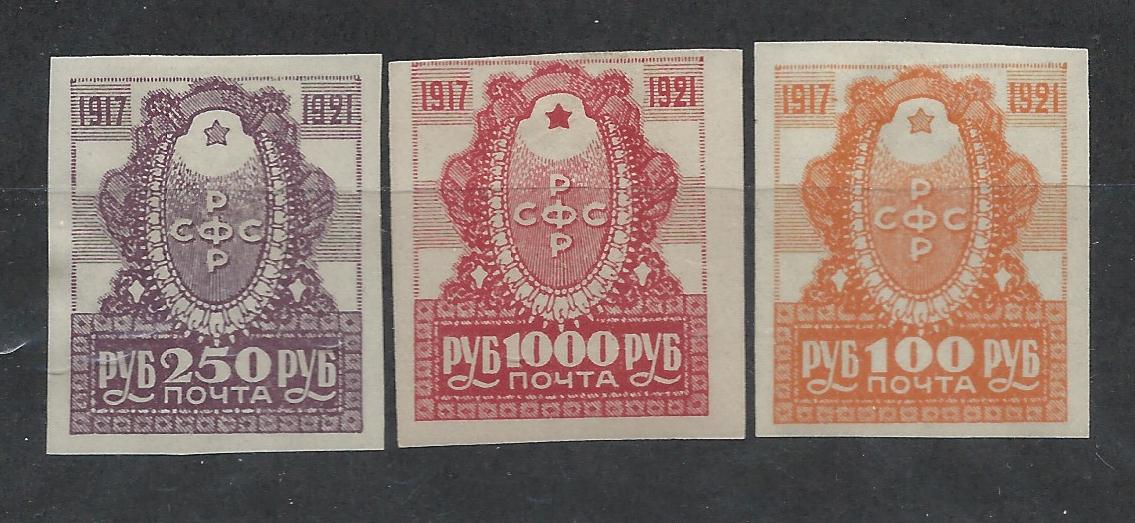 1917 1921
Р
СФС
Р
РУБ 250 РУБ
ПОЧТА
1917 1921
Р
СФС
Р
РУБ 1000 РУБ
ПОЧТА
1917 1921
Р
СФС
Р
РУБ 100 РУБ
ПОЧТА